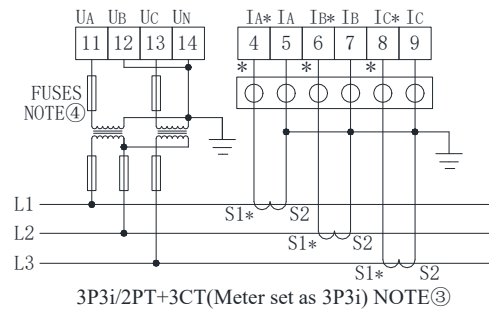 UA UB UC UN IA* IA IB* IB IC* IC
11 12 13 14 4 5 6 7 8 9
* * *
FUSES
NOTE④
L1
S1* S2
L2
S1* S2
L3
S1* S2
3P3i/2PT+3CT(Meter set as 3P3i) NOTE③